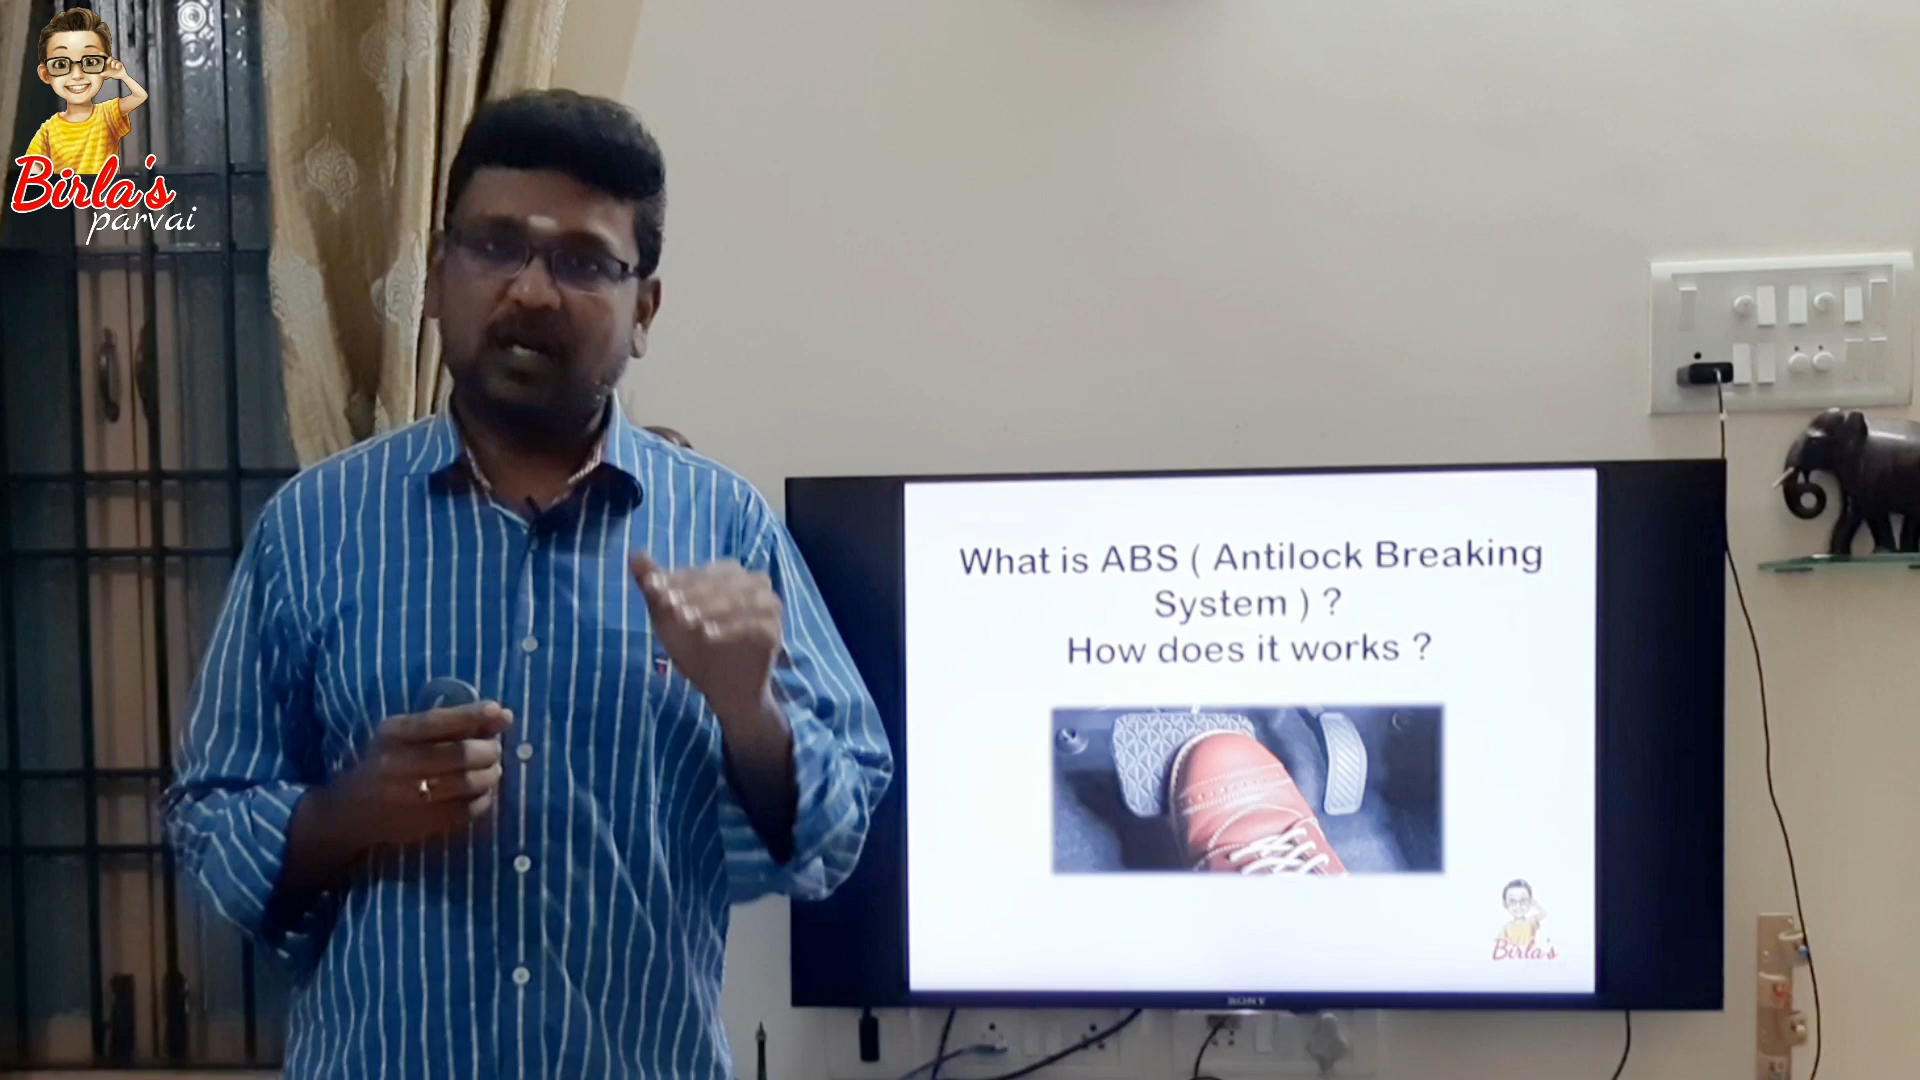 Birla's
parvai
What is ABS ( Antilock Breaking
System ) ?
How does it works ?
Birla's
SONY